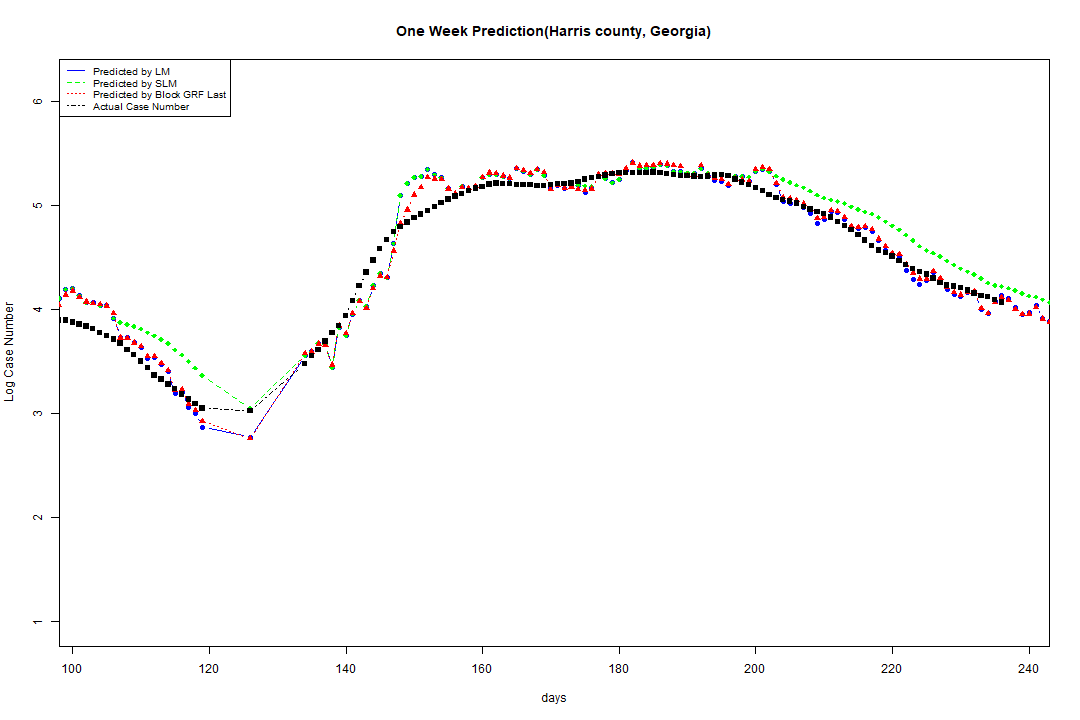 One Week Prediction(Harris county, Georgia)
Predicted by LM
Predicted by SLM
Predicted by Block GRF Last
Actual Case Number
Log Case Number
6
5
4
3
2
1
100 120 140 160 180 200 220 240
days